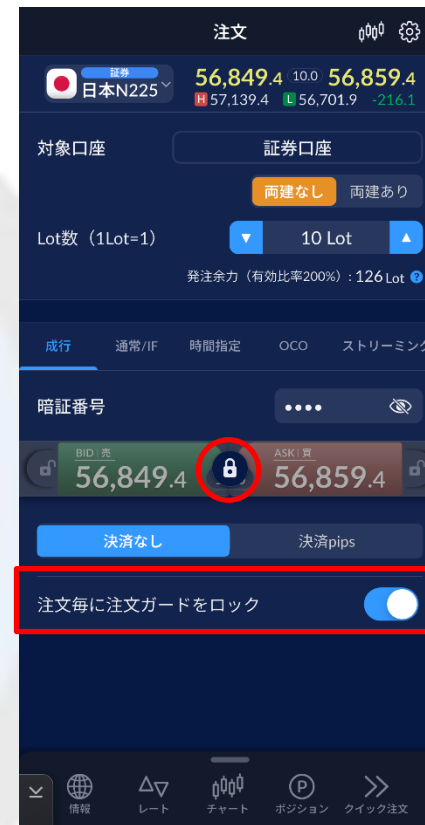 注文
証券
日本N225
56,849.4 10.0 56,859.4
H 57,139.4 L 56,701.9 -216.1
対象口座 証券口座
両建なし 両建あり
Lot数（1Lot=1） 10 Lot
発注余力（有効比率200%）: 126 Lot ?
成行 通常/IF 時間指定 OCO ストリーミング
暗証番号 ••••
BID 売 ASK 買
56,849.4 56,859.4
決済なし 決済pips
注文毎に注文ガードをロック
情報 レート チャート ポジション クイック注文